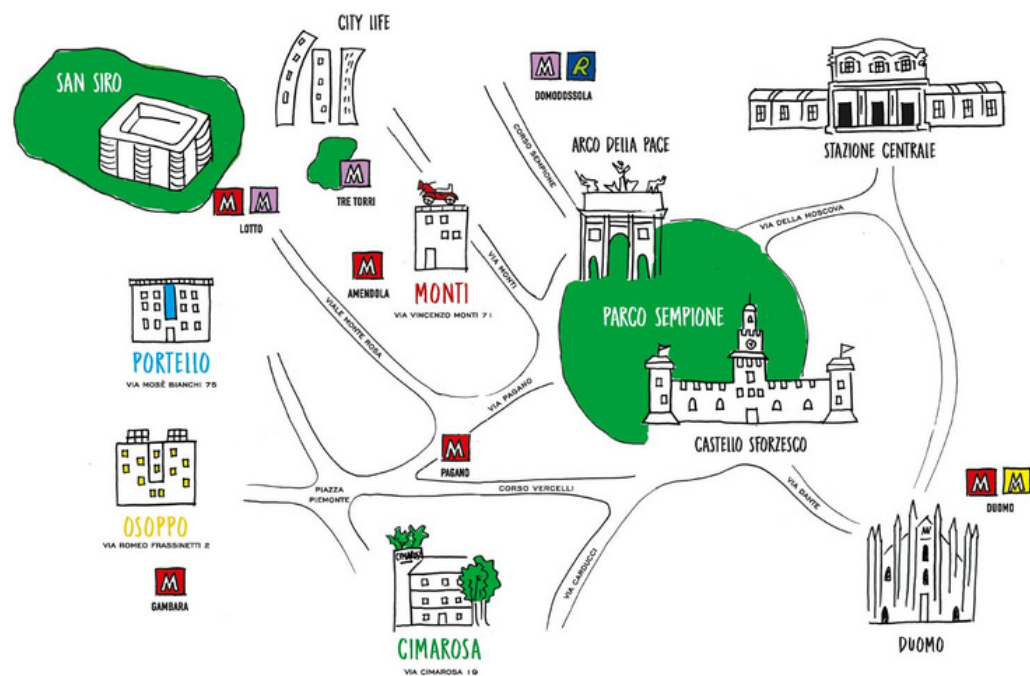 CITY LIFE
SAN SIRO
M
R
DOMODOSSOLA
CORSO SEMPIONE
ARCO DELLA PACE
STAZIONE CENTRALE
M
TRE TORRI
M
M
LOTTO
VIA DELLA MOSCOVA
M
AMENDOLA
MONTI
VIA VINCENZO MONTI 71
VIA MONTI
PARCO SEMPIONE
VIALE MONTE ROSA
PORTELLO
VIA MOSÈ BIANCHI 75
VIA PAGANO
CASTELLO SFORZESCO
M
PAGANO
PIAZZA
PIEMONTE
CORSO VERCELLI
VIA DANTE
M
M
DUOMO
OSOPPO
VIA ROMEO FRASSINETTI 2
M
GAMBARA
CIMAROSA
VIA CARDUCCI
CIMAROSA
VIA CIMAROSA 19
DUOMO